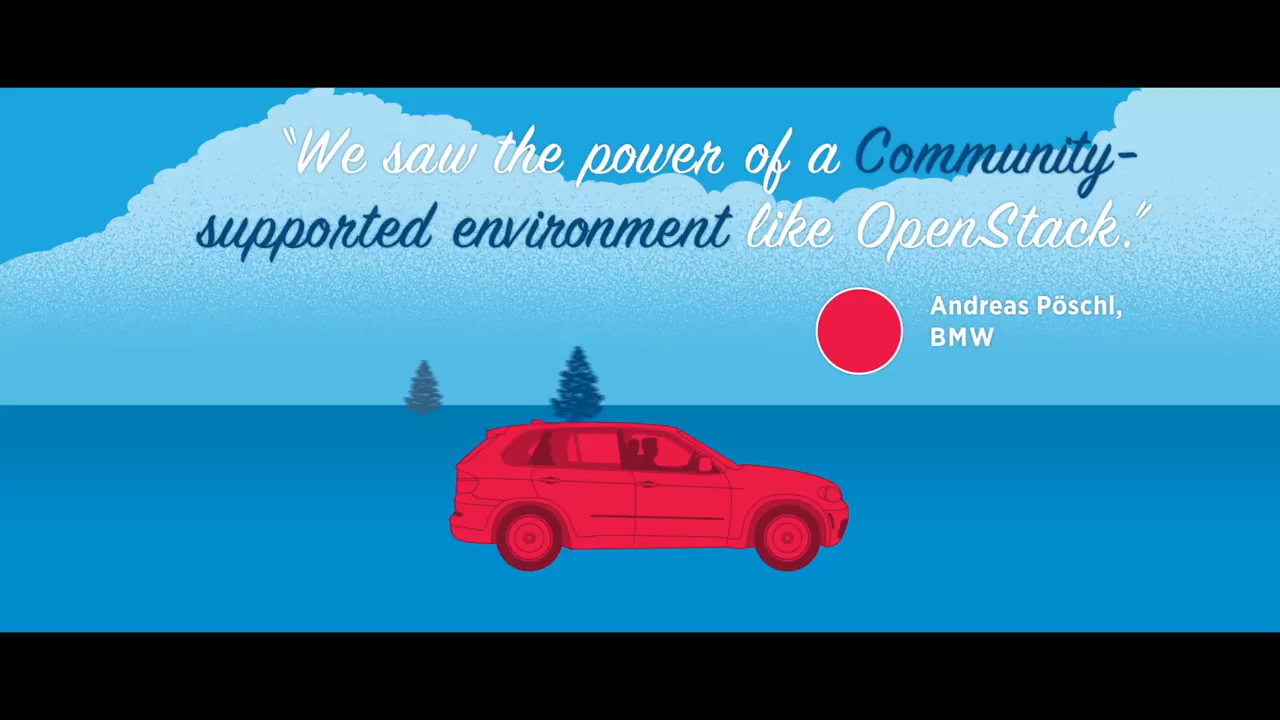 “We saw the power of a Community-
supported environment like OpenStack.”
Andreas Pöschl,
BMW